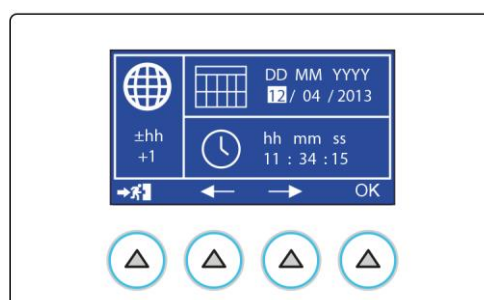 DD MM YYYY
12/ 04 / 2013
±hh
+1
hh mm ss
11 : 34 :15
OK